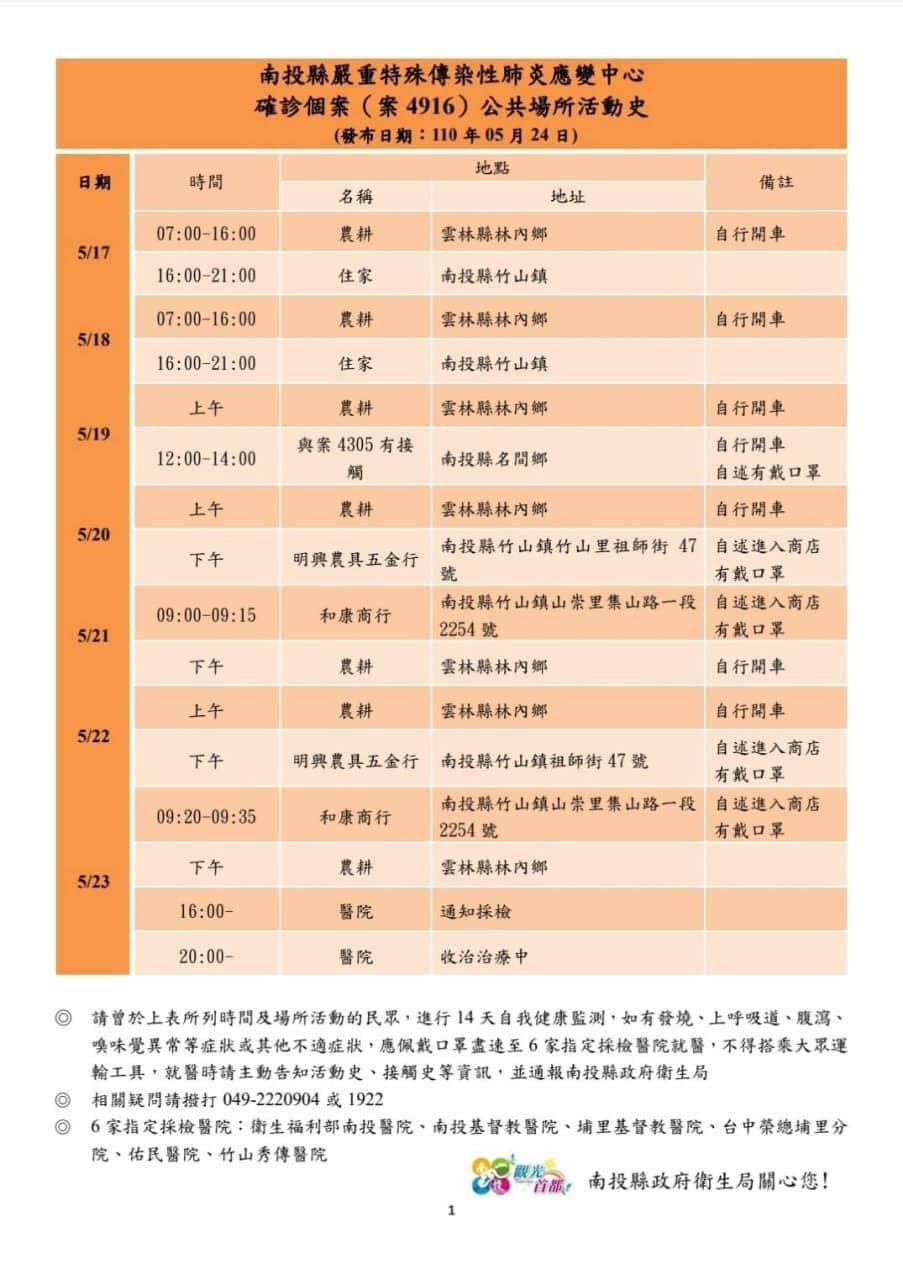 南投縣嚴重特殊傳染性肺炎應變中心
確診個案（案 4916）公共場所活動史
(發布日期：110 年 05 月 24 日)
日期 時間 地點 備註
名稱 地址
5/17
07:00-16:00 農耕 雲林縣林內鄉 自行開車
16:00-21:00 住家 南投縣竹山鎮
5/18
07:00-16:00 農耕 雲林縣林內鄉 自行開車
16:00-21:00 住家 南投縣竹山鎮
5/19
上午 農耕 雲林縣林內鄉 自行開車
12:00-14:00 與案 4305 有接 南投縣名間鄉 自行開車
觸 自述有戴口罩
5/20
上午 農耕 雲林縣林內鄉 自行開車
下午 明興農具五金行 南投縣竹山鎮竹山里祖師街 47 自述進入商店
號 有戴口罩
5/21
09:00-09:15 和康商行 南投縣竹山鎮山崇里集山路一段 自述進入商店
2254 號 有戴口罩
下午 農耕 雲林縣林內鄉 自行開車
5/22
上午 農耕 雲林縣林內鄉 自行開車
下午 明興農具五金行 南投縣竹山鎮祖師街 47 號 自述進入商店
有戴口罩
5/23
09:20-09:35 和康商行 南投縣竹山鎮山崇里集山路一段 自述進入商店
2254 號 有戴口罩
下午 農耕 雲林縣林內鄉
16:00- 醫院 通知採檢
20:00- 醫院 收治治療中
◎ 請曾於上表所列時間及場所活動的民眾，進行 14 天自我健康監測，如有發燒、上呼吸道、腹瀉、
嗅味覺異常等症狀或其他不適症狀，應佩戴口罩盡速至 6 家指定採檢醫院就醫，不得搭乘大眾運
輸工具，就醫時請主動告知活動史、接觸史等資訊，並通報南投縣政府衛生局
◎ 相關疑問請撥打 049-2220904 或 1922
◎ 6 家指定採檢醫院：衛生福利部南投醫院、南投基督教醫院、埔里基督教醫院、台中榮總埔里分
院、佑民醫院、竹山秀傳醫院
觀光
首都
南投縣政府衛生局關心您!
1